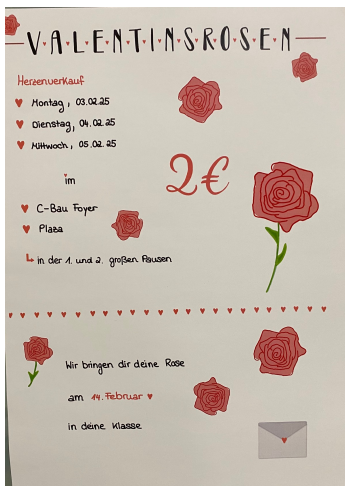 VALENTINSROSEN
Herzenverkauf
♥ Montag, 03.02.25
♥ Dienstag, 04.02.25
♥ Mittwoch, 05.02.25
2€
im
♥ C-Bau Foyer
♥ Plaza
↳ in der 1. und 2. großen Pausen
Wir bringen dir deine Rose
am 14. Februar ♥
in deine Klasse